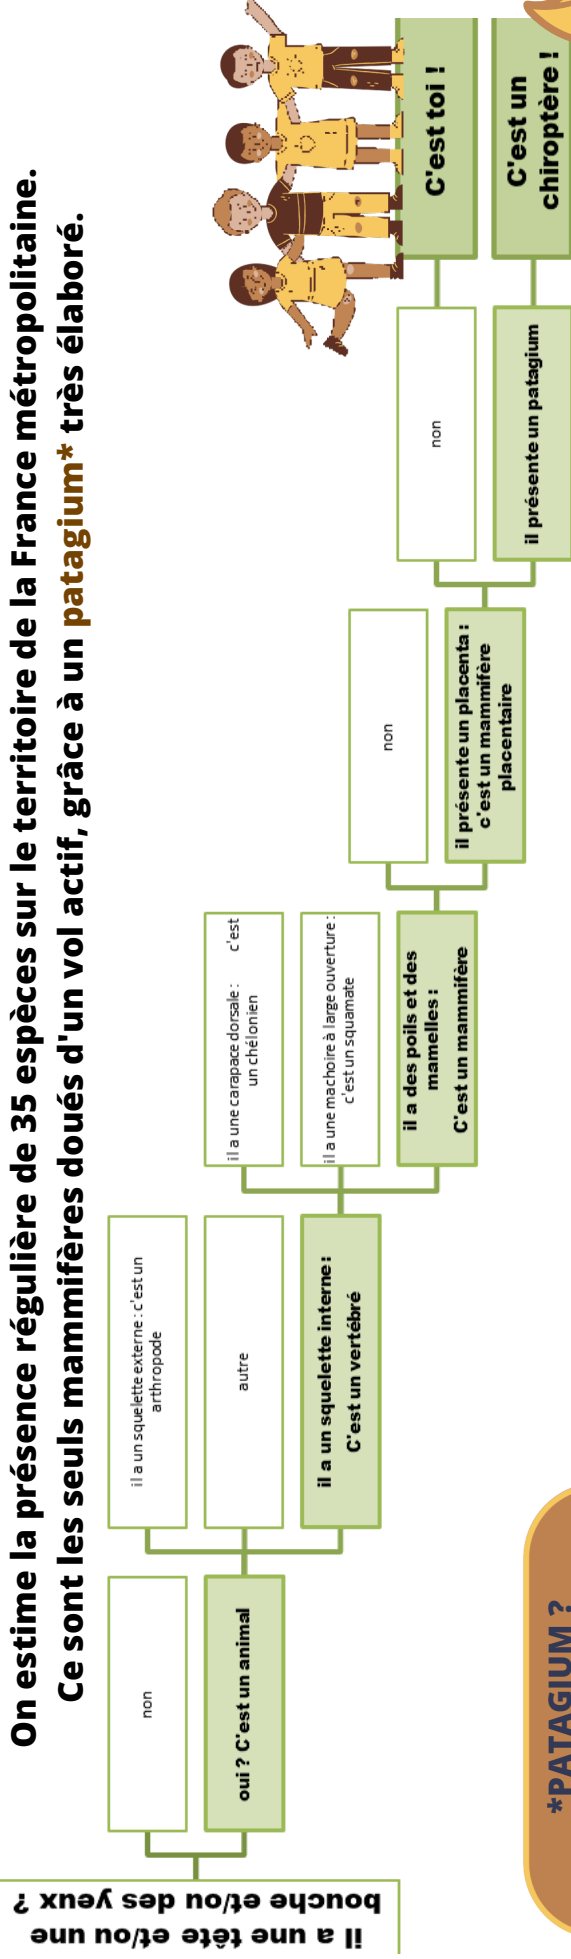 On estime la présence régulière de 35 espèces sur le territoire de la France métropolitaine.
Ce sont les seuls mammifères doués d'un vol actif, grâce à un patagium* très élaboré.
il a une tête et/ou une
bouche et/ou des yeux ?
non
oui ? C'est un animal
il a un squelette externe : c'est un
arthropode
autre
il a un squelette interne :
C'est un vertébré
il a une carapace dorsale : c'est
un chélonien
il a une machoire à large ouverture :
c'est un squamate
il a des poils et des
mamelles :
C'est un mammifère
non
il présente un placenta :
c'est un mammifère
placentaire
non
il présente un patagium
C'est toi !
C'est un
chiroptère !
*PATAGIUM ?